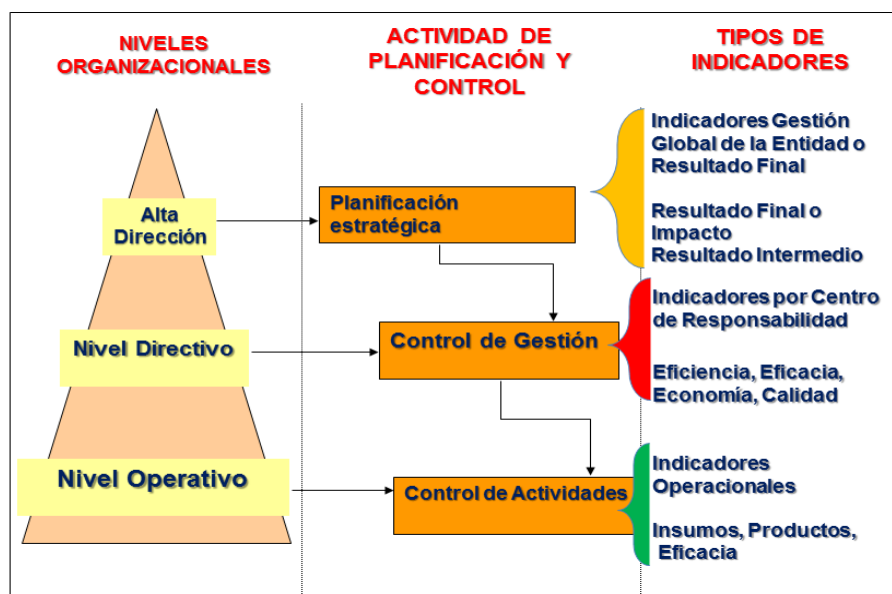 NIVELES
ORGANIZACIONALES
ACTIVIDAD DE
PLANIFICACIÓN Y
CONTROL
TIPOS DE
INDICADORES
Alta
Dirección
Planificación
estratégica
Indicadores Gestión
Global de la Entidad o
Resultado Final
Resultado Final o
Impacto
Resultado Intermedio
Nivel Directivo
Control de Gestión
Indicadores por Centro
de Responsabilidad
Eficiencia, Eficacia,
Economía, Calidad
Nivel Operativo
Control de Actividades
Indicadores
Operacionales
Insumos, Productos,
Eficacia